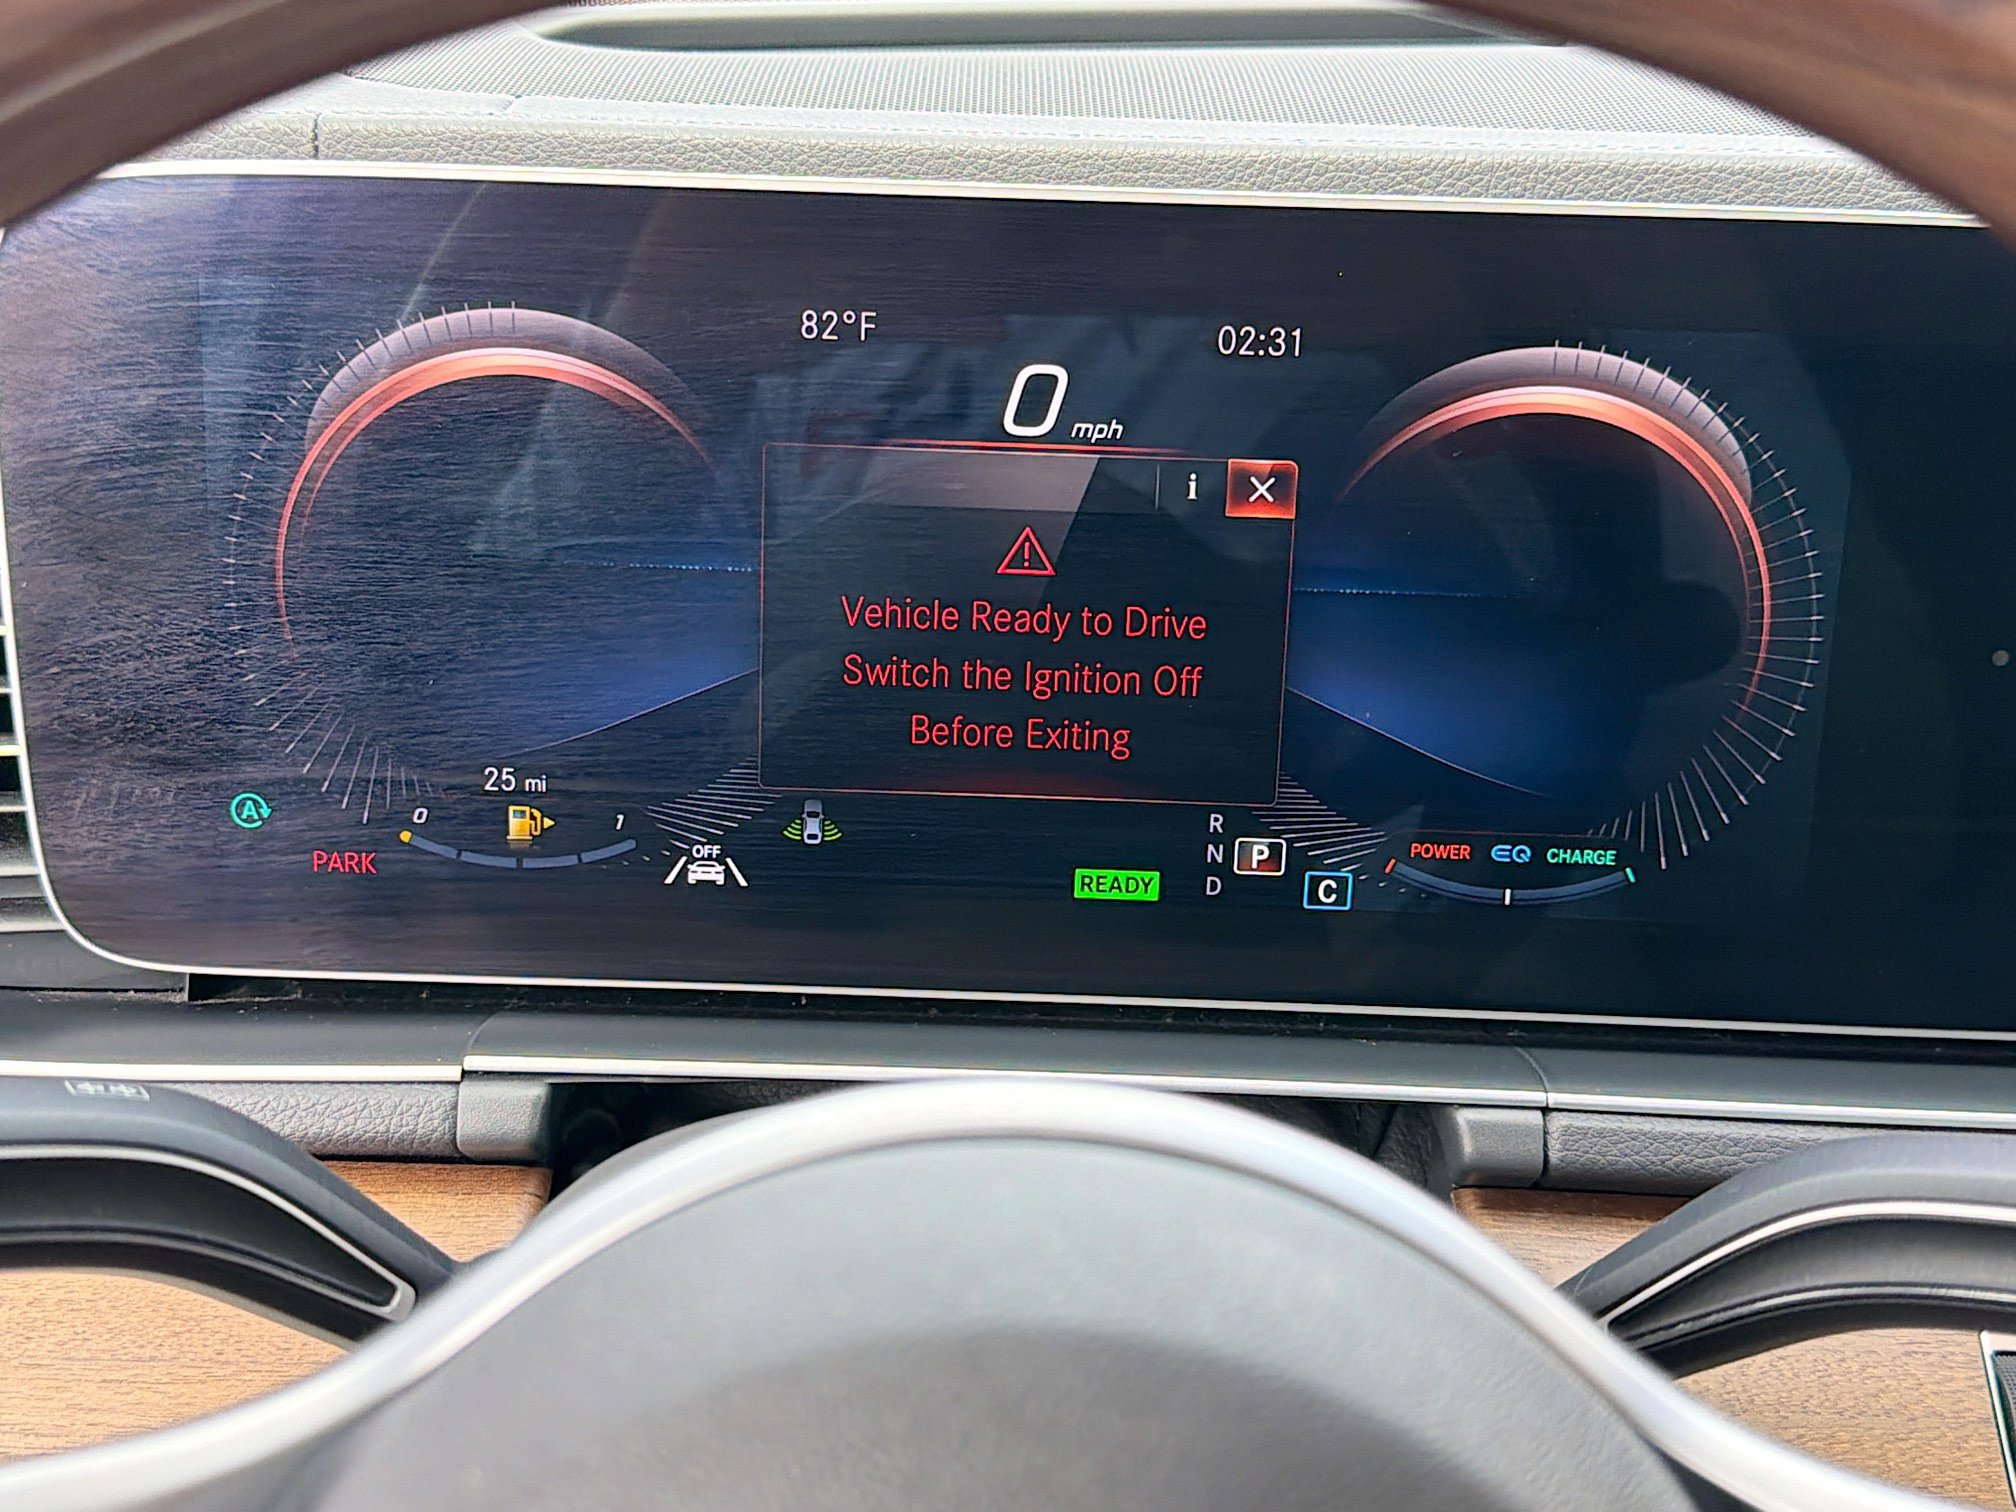 82°F
02:31
0 mph
i
Vehicle Ready to Drive
Switch the Ignition Off
Before Exiting
25 mi
A
0
1
PARK
OFF
READY
R
N
D
P
C
POWER
EQ
CHARGE